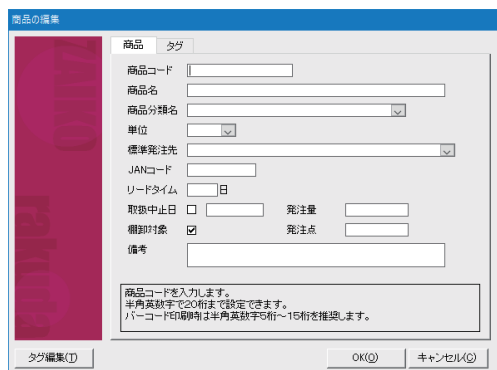 商品の編集
商品 タグ
商品コード
商品名
商品分類名
単位
標準発注先
JANコード
リードタイム 日
取扱中止日 発注量
棚卸対象 発注点
備考
商品コードを入力します。
半角英数字で20桁まで設定できます。
バーコード印刷時は半角英数字5桁～15桁を推奨します。
ZAIKO
raku
タグ編集(T) OK(O) キャンセル(C)